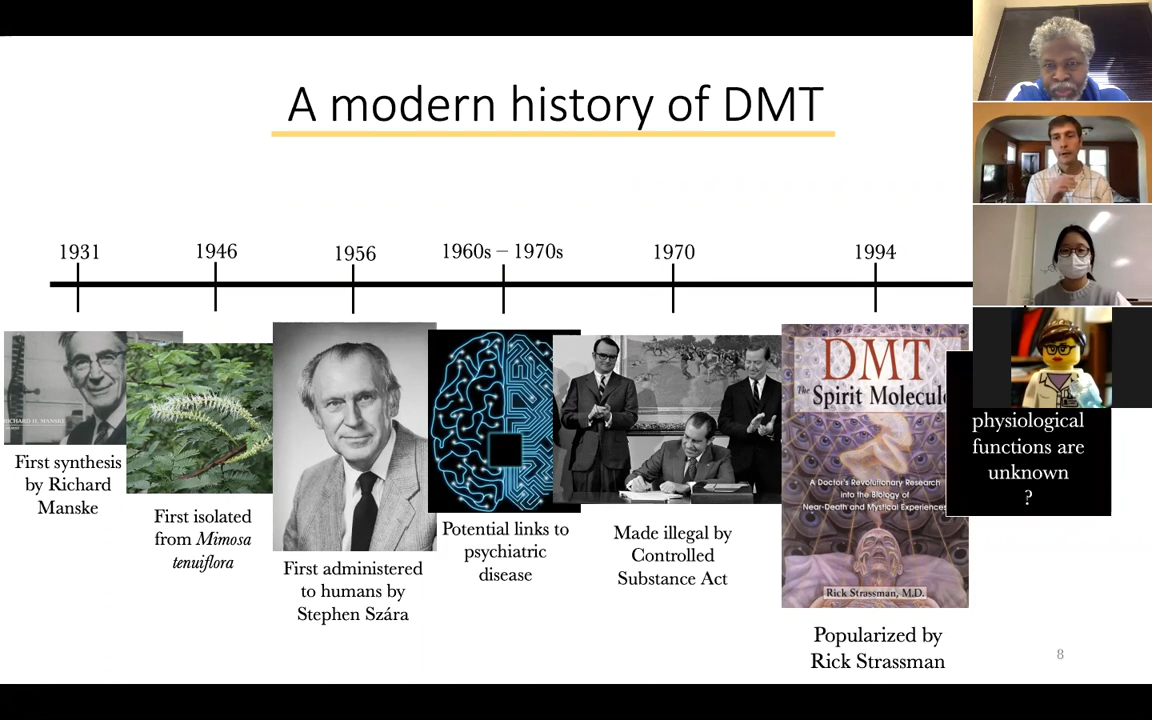 A modern history of DMT
1931
1946
1956
1960s – 1970s
1970
1994
RICHARD H. MANSKE
First synthesis
by Richard
Manske
First isolated
from Mimosa
tenuiflora
First administered
to humans by
Stephen Szára
Potential links to
psychiatric
disease
Made illegal by
Controlled
Substance Act
DMT
The Spirit Molecul
A Doctor's Revolutionary Research
into the Biology of
Near-Death and Mystical Experiences
Rick Strassman, M.D.
Popularized by
Rick Strassman
physiological
functions are
unknown
?
8